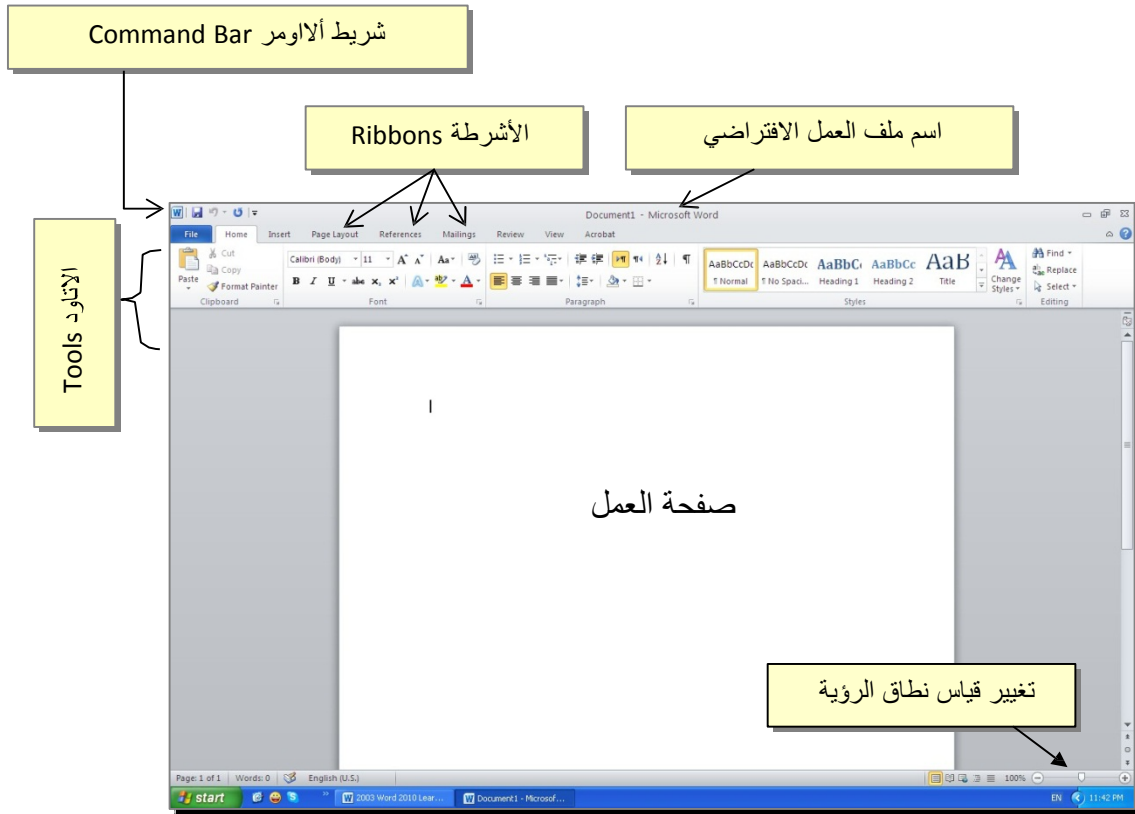 شريط ألااومر Command Bar
الأشرطة Ribbons
اسم ملف العمل الافتراضي
Document1 - Microsoft Word
File Home Insert Page Layout References Mailings Review View Acrobat
الاتاود Tools
Paste
Cut
Copy
Format Painter
Clipboard
Calibri (Body) 11
Font
Paragraph
AaBbCcDc AaBbCcDc AaBbC AaBbCc AaB
¶ Normal ¶ No Spaci... Heading 1 Heading 2 Title
Change Styles
Styles
Find
Replace
Select
Editing
صفحة العمل
تغيير قياس نطاق الرؤية
Page: 1 of 1 Words: 0 English (U.S.) 100%
start 2003 Word 2010 Lear... Document1 - Microsof... EN 11:42 PM